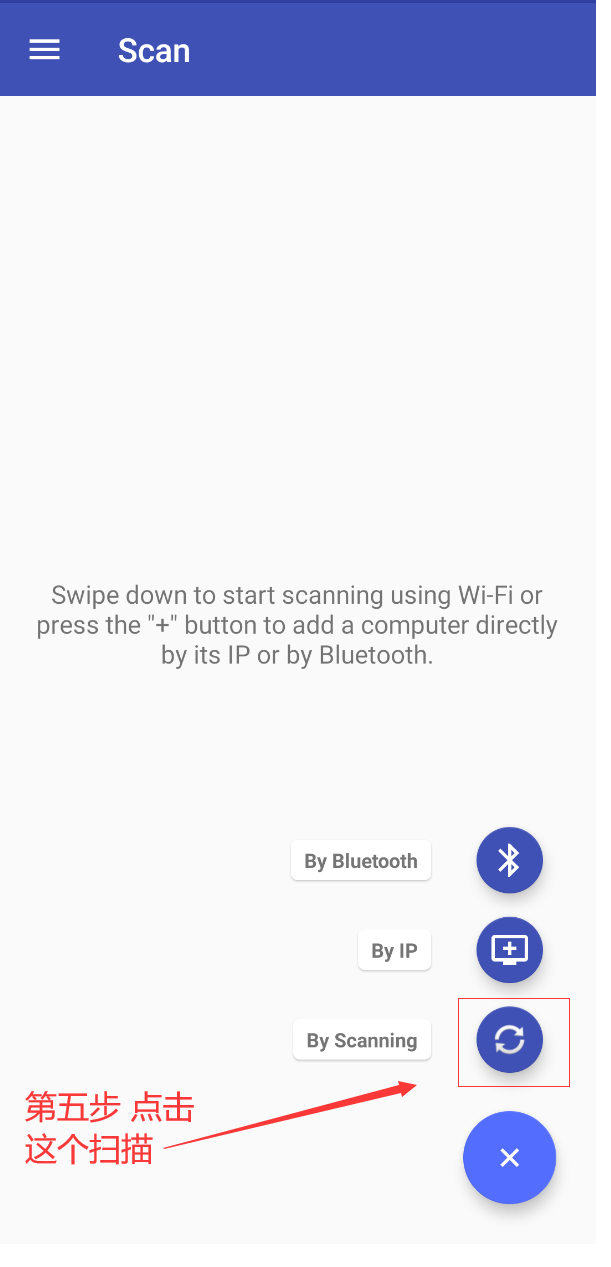 Scan
Swipe down to start scanning using Wi-Fi or
press the "+" button to add a computer directly
by its IP or by Bluetooth.
By Bluetooth
By IP
By Scanning
第五步 点击
这个扫描